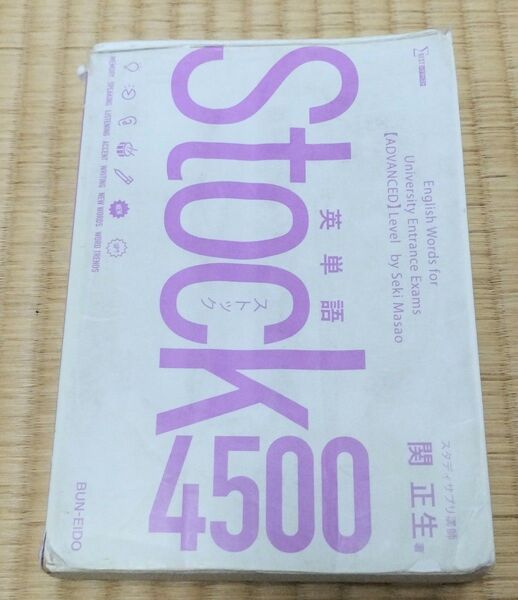 English Words for
University Entrance Exams
【ADVANCED】Level by Seki Masao
Stock
英単語
ストック
4500
スタディサプリ講師
関 正生 著
MEMORY SPEAKING LISTENING ACCENT WRITING NEW WORDS WORD TRENDS
BUN-EIDO